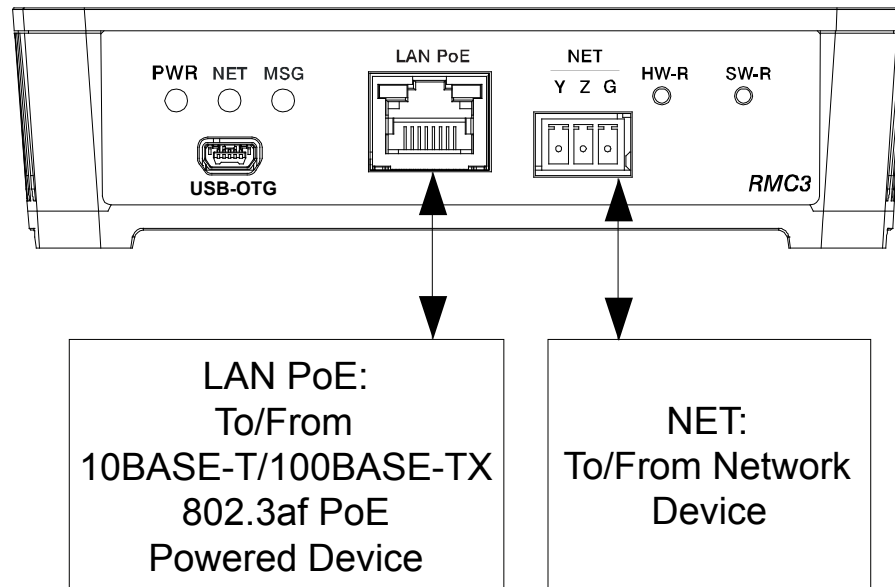 PWR NET MSG
LAN PoE
NET
Y Z G
HW-R
SW-R
USB-OTG
RMC3
LAN PoE:
To/From
10BASE-T/100BASE-TX
802.3af PoE
Powered Device
NET:
To/From Network
Device